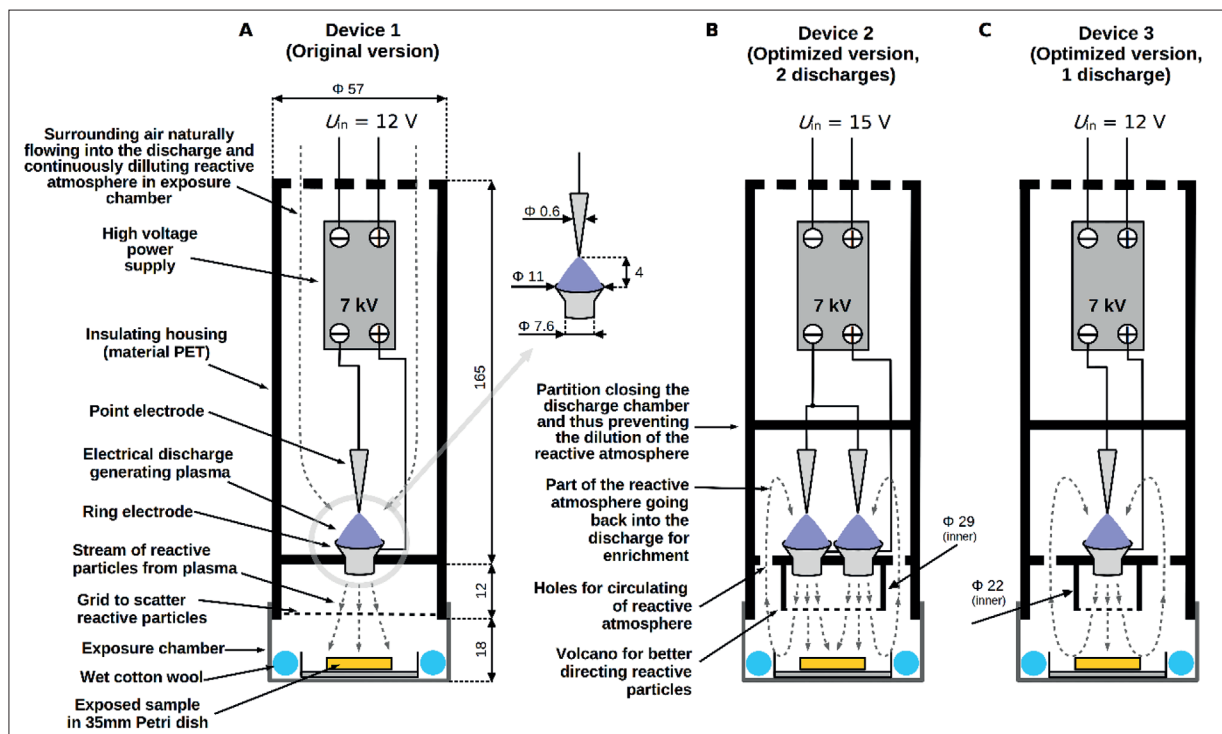 A
Device 1
(Original version)
Φ 57
Uin = 12 V
Surrounding air naturally
flowing into the discharge and
continuously dilluting reactive
atmosphere in exposure
chamber
High voltage
power
supply
7 kV
Insulating housing
(material PET)
Point electrode
Electrical discharge
generating plasma
Ring electrode
Stream of reactive
particles from plasma
Grid to scatter
reactive particles
Exposure chamber
Wet cotton wool
Exposed sample
in 35mm Petri dish
165
12
18
Φ 0.6
4
Φ 11
Φ 7.6
B
Device 2
(Optimized version,
2 discharges)
Uin = 15 V
7 kV
Partition closing the
discharge chamber
and thus preventing
the dilution of the
reactive atmosphere
Part of the reactive
atmosphere going
back into the
discharge for
enrichment
Holes for circulating
of reactive
atmosphere
Volcano for better
directing reactive
particles
Φ 29
(inner)
C
Device 3
(Optimized version,
1 discharge)
Uin = 12 V
7 kV
Φ 22
(inner)